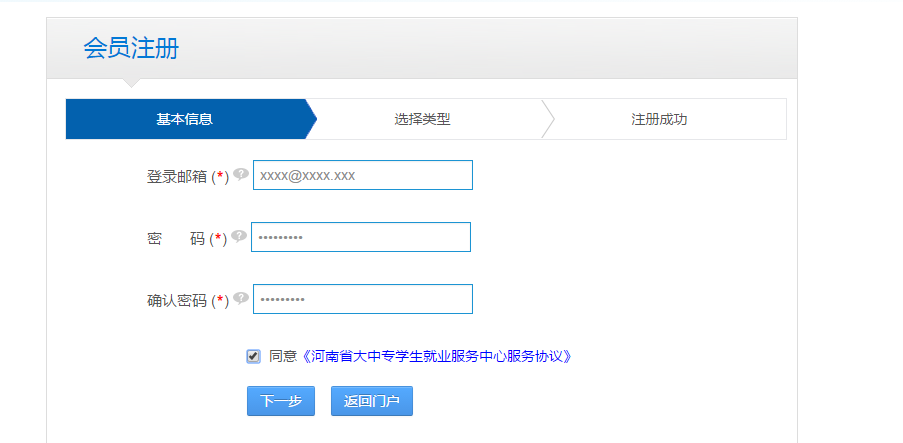 会员注册
基本信息 选择类型 注册成功
登录邮箱 (*) ? xxxx@xxxx.xxx
密 码 (*) ? •••••••••
确认密码 (*) ? •••••••••
同意《河南省大中专学生就业服务中心服务协议》
下一步 返回门户